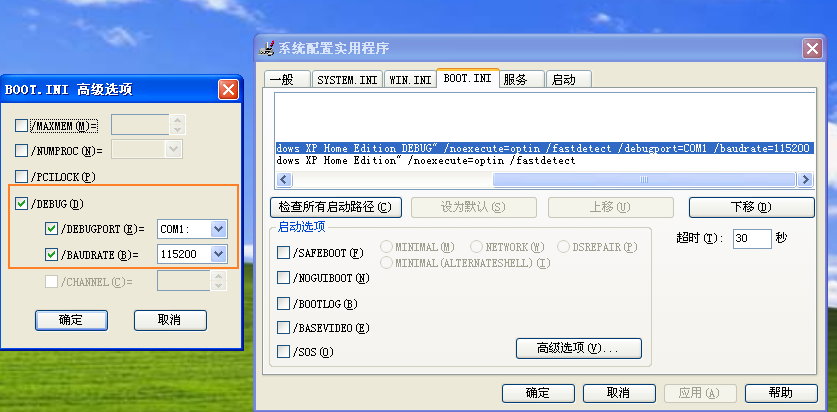 BOOT.INI 高级选项
/MAXMEM(M)=
/NUMPROC(N)=
/PCILOCK(P)
/DEBUG(D)
/DEBUGPORT(E)= COM1:
/BAUDRATE(B)= 115200
/CHANNEL(C)=
确定 取消
系统配置实用程序
一般 SYSTEM.INI WIN.INI BOOT.INI 服务 启动
dows XP Home Edition DEBUG" /noexecute=optin /fastdetect /debugport=COM1 /baudrate=115200
dows XP Home Edition" /noexecute=optin /fastdetect
检查所有启动路径(C) 设为默认(S) 上移(U) 下移(D)
启动选项
超时(T): 30 秒
/SAFEBOOT(F) MINIMAL(M) NETWORK(W) DSREPAIR(P)
MINIMAL(ALTERNATESHELL)(I)
/NOGUIBOOT(N)
/BOOTLOG(B)
/BASEVIDEO(E)
/SOS(O)
高级选项(V)...
确定 取消 应用(A) 帮助